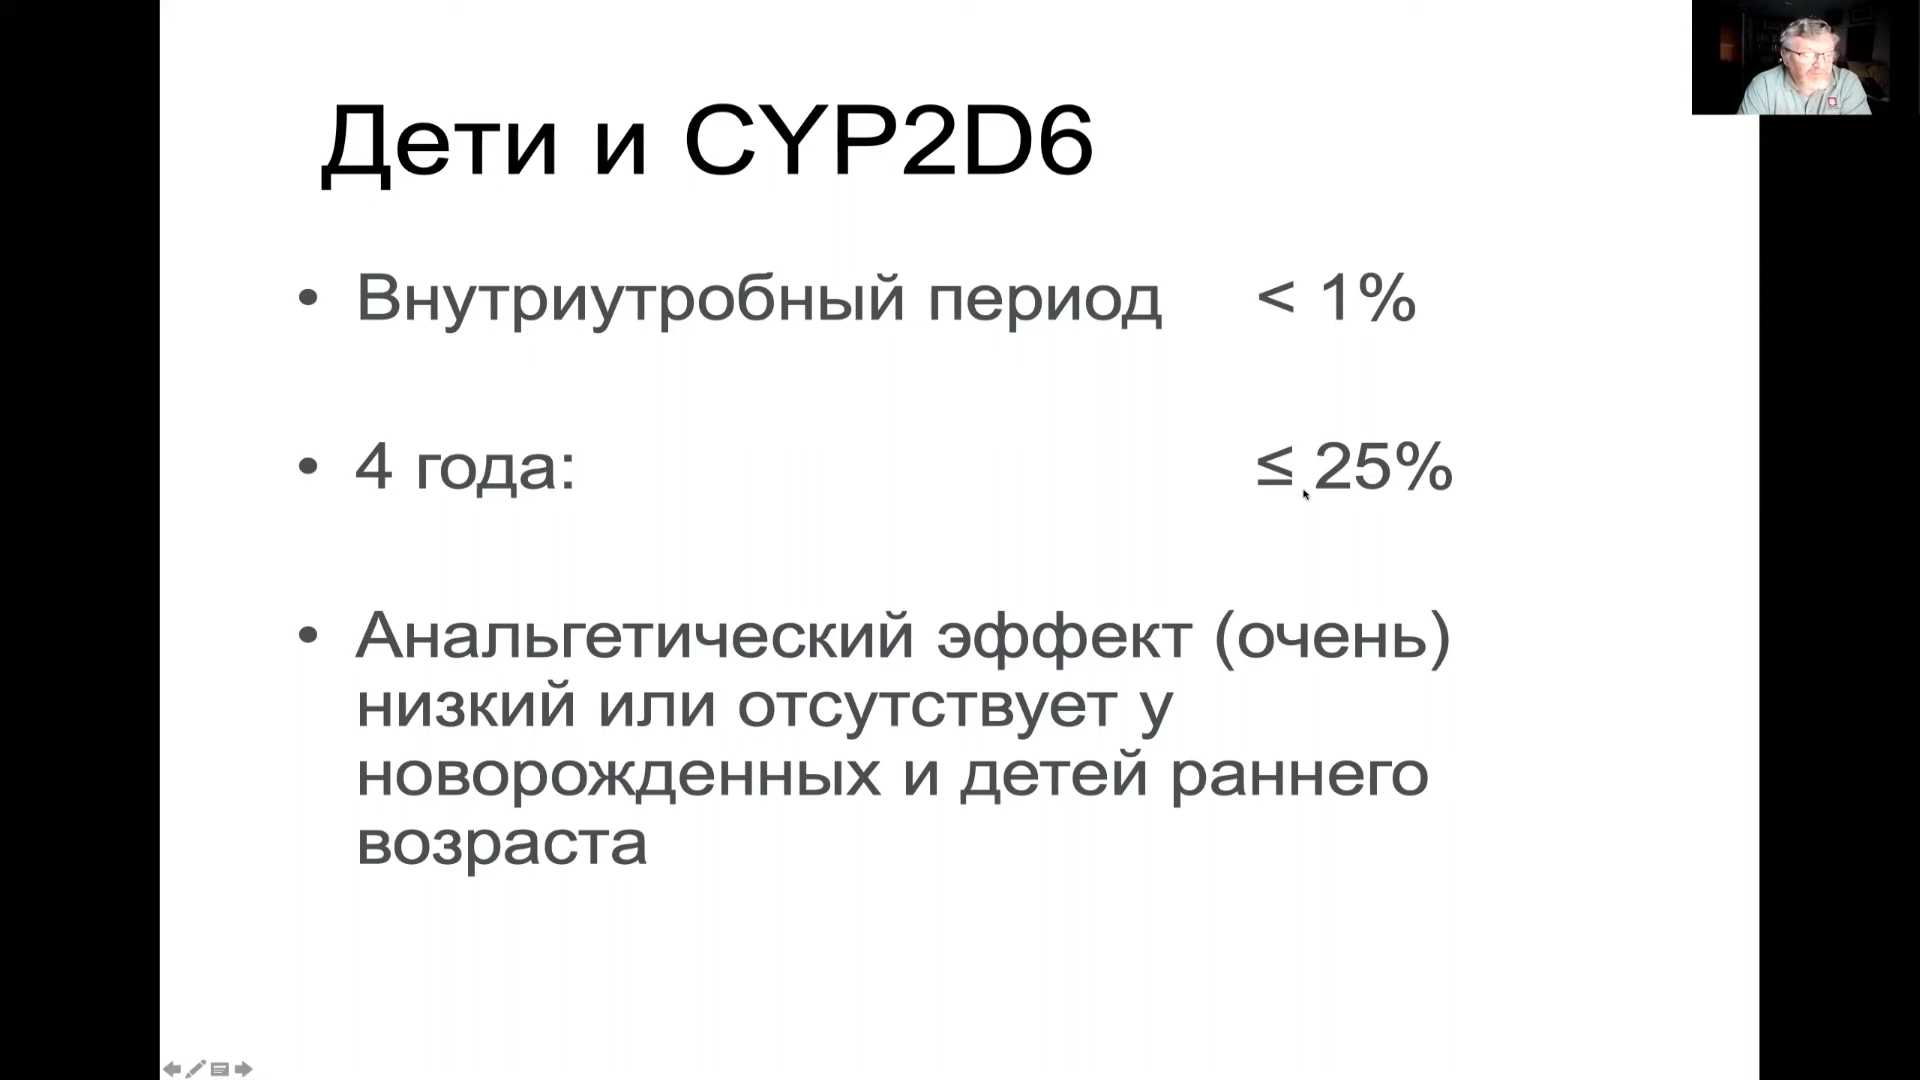 Дети и CYP2D6
• Внутриутробный период < 1%
• 4 года: ≤ 25%
• Анальгетический эффект (очень)
низкий или отсутствует у
новорожденных и детей раннего
возраста